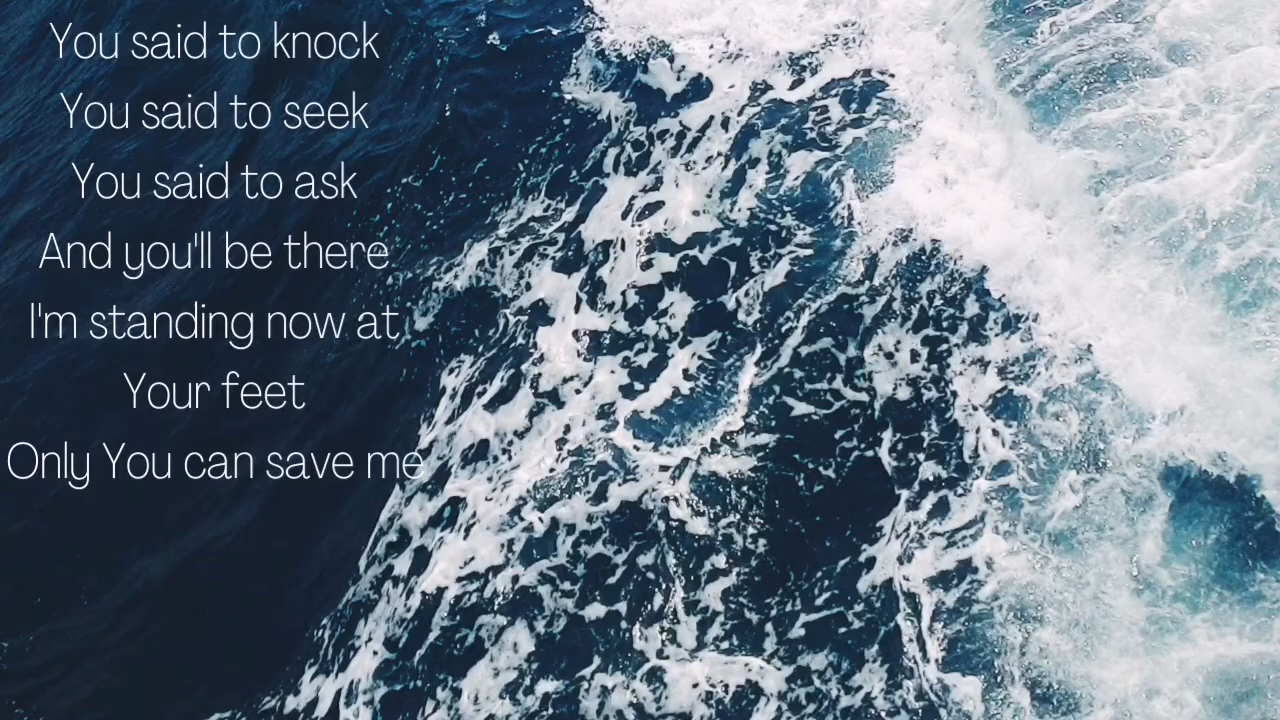 You said to knock
You said to seek
You said to ask
And you'll be there
I'm standing now at
Your feet
Only You can save me